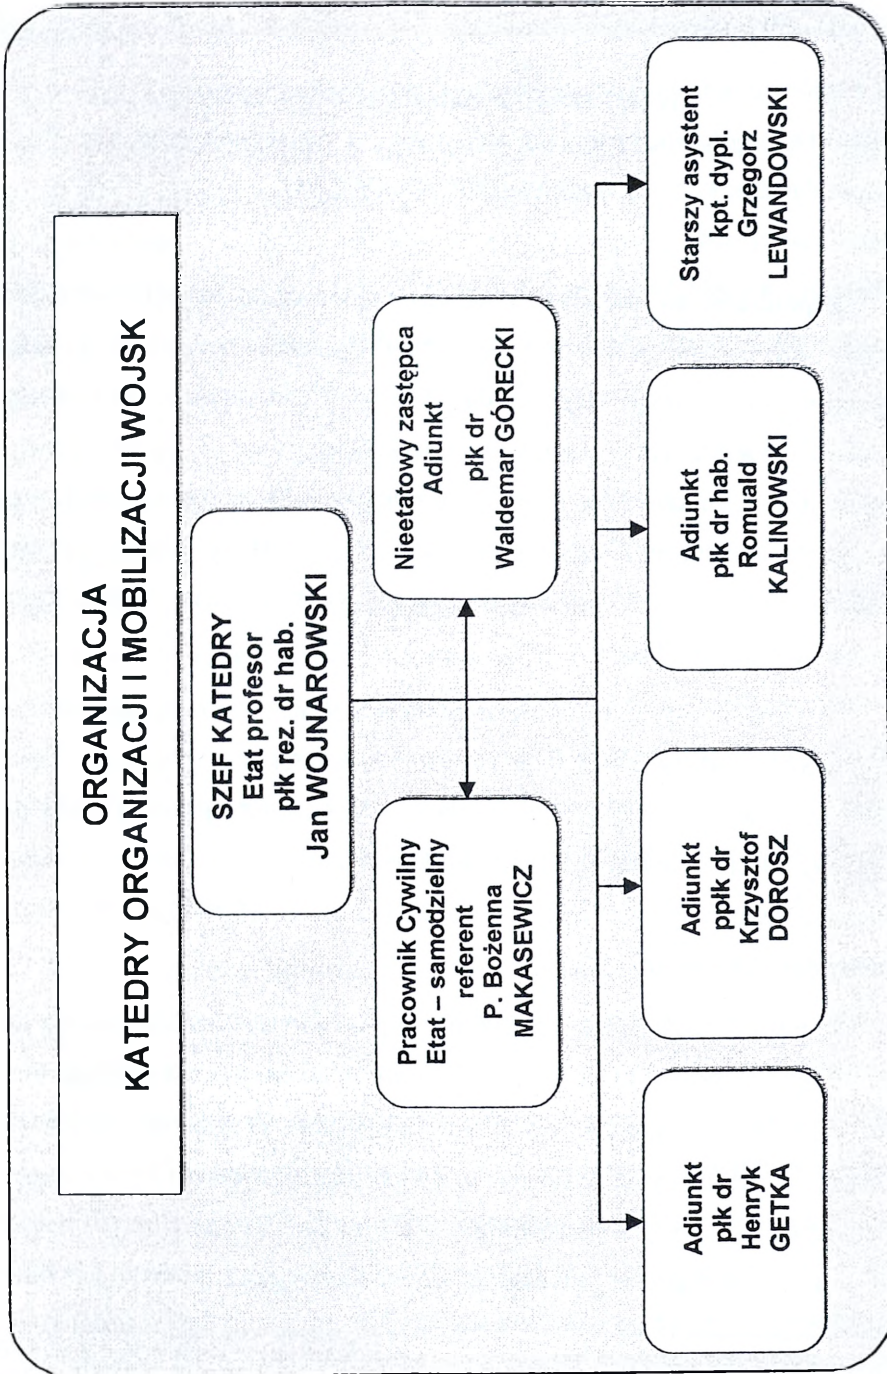 ORGANIZACJA
KATEDRY ORGANIZACJI I MOBILIZACJI WOJSK
SZEF KATEDRY
Etat profesor
płk rez. dr hab.
Jan WOJNAROWSKI
Pracownik Cywilny
Etat – samodzielny
referent
P. Bożenna
MAKASEWICZ
Nieetatowy zastępca
Adiunkt
płk dr
Waldemar GÓRECKI
Adiunkt
płk dr
Henryk
GETKA
Adiunkt
ppłk dr
Krzysztof
DOROSZ
Adiunkt
płk dr hab.
Romuald
KALINOWSKI
Starszy asystent
kpt. dypl.
Grzegorz
LEWANDOWSKI